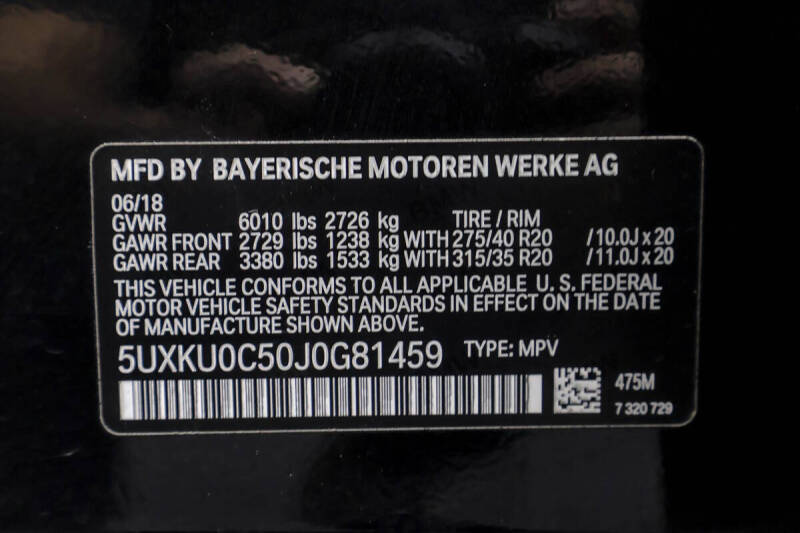 MFD BY BAYERISCHE MOTOREN WERKE AG
06/18
GVWR 6010 lbs 2726 kg TIRE / RIM
GAWR FRONT 2729 lbs 1238 kg WITH 275/40 R20 /10.0J x 20
GAWR REAR 3380 lbs 1533 kg WITH 315/35 R20 /11.0J x 20
THIS VEHICLE CONFORMS TO ALL APPLICABLE U. S. FEDERAL
MOTOR VEHICLE SAFETY STANDARDS IN EFFECT ON THE DATE
OF MANUFACTURE SHOWN ABOVE.
5UXKU0C50J0G81459 TYPE: MPV
475M
7 320 729